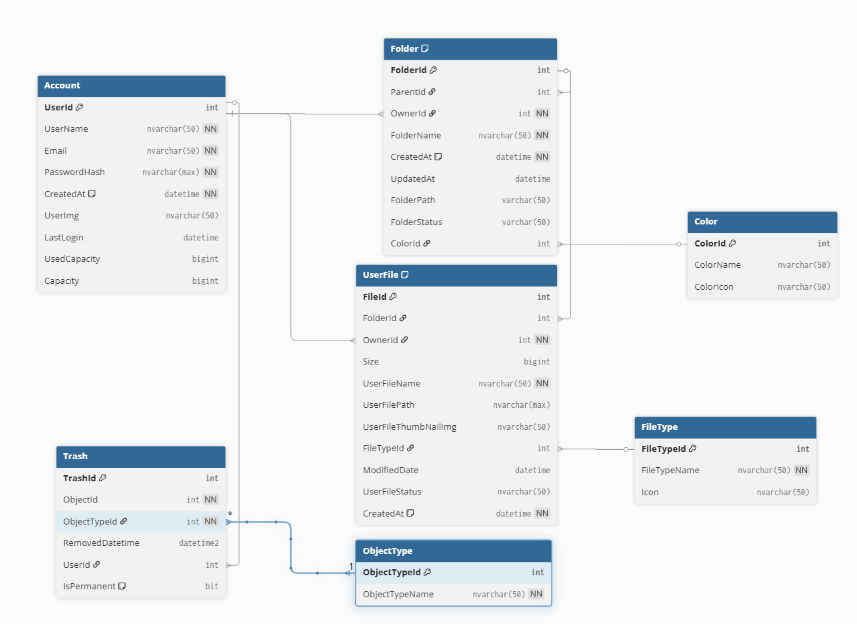 Account
UserId int
UserName nvarchar(50) NN
Email nvarchar(50) NN
PasswordHash nvarchar(max) NN
CreatedAt datetime NN
UserImg nvarchar(50)
LastLogin datetime
UsedCapacity bigint
Capacity bigint
Folder
FolderId int
ParentId int
OwnerId int NN
FolderName nvarchar(50) NN
CreatedAt datetime NN
UpdatedAt datetime
FolderPath varchar(50)
FolderStatus varchar(50)
ColorId int
Color
ColorId int
ColorName nvarchar(50)
ColorIcon nvarchar(50)
UserFile
FileId int
FolderId int
OwnerId int NN
Size bigint
UserFileName nvarchar(50) NN
UserFilePath nvarchar(max)
UserFileThumbNailImg nvarchar(50)
FileTypeId int
ModifiedDate datetime
UserFileStatus nvarchar(50)
CreatedAt datetime NN
FileType
FileTypeId int
FileTypeName nvarchar(50) NN
Icon nvarchar(50)
Trash
TrashId int
ObjectId int NN
ObjectTypeId int NN
RemovedDatetime datetime2
UserId int
IsPermanent bit
*
1
ObjectType
ObjectTypeId int
ObjectTypeName nvarchar(50) NN